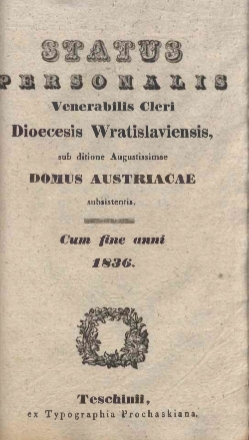 STATUS
PERSONALIS
Venerabilis Cleri
Dioecesis Wratislaviensis,
sub ditione Augustissimae
DOMUS AUSTRIACAE
subsistentis.
Cum fine anni
1836.
Teschinii,
ex Typographia Prochaskiana.